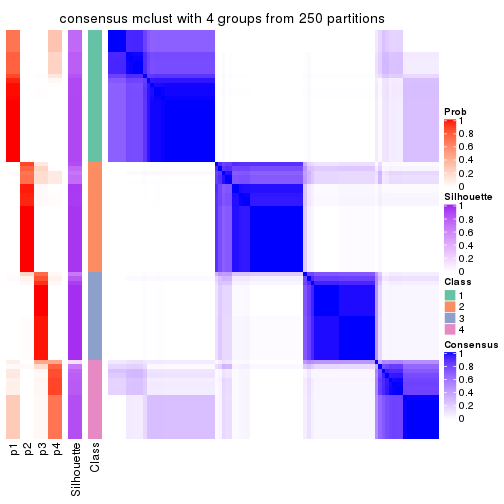 consensus mclust with 4 groups from 250 partitions
Prob
1
0.8
0.6
0.4
0.2
0
Silhouette
1
0.8
0.6
0.4
0.2
0
Class
1
2
3
4
Consensus
1
0.8
0.6
0.4
0.2
0
p1
p2
p3
p4
Silhouette
Class